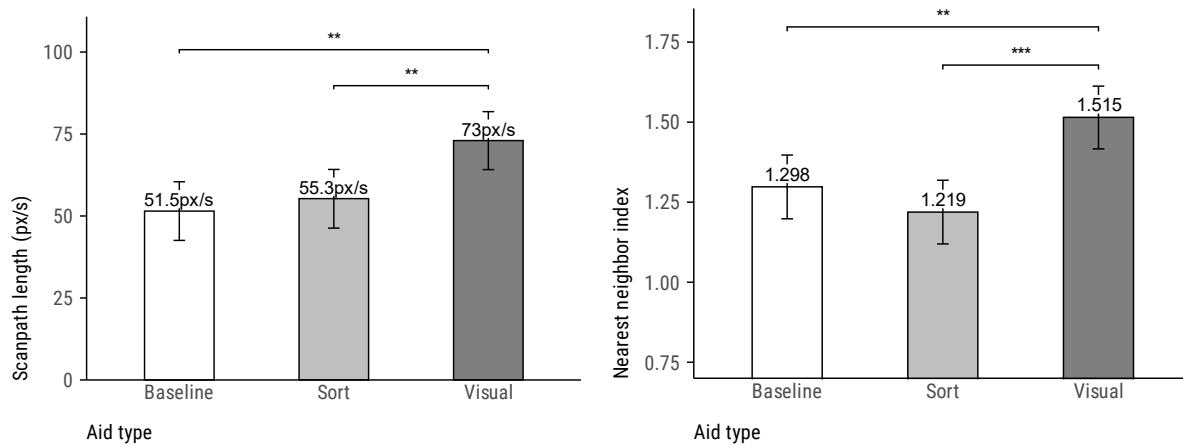 Scanpath length (px/s)
100
75
50
25
0
**
**
51.5px/s
55.3px/s
73px/s
Baseline
Sort
Visual
Aid type
Nearest neighbor index
1.75
1.50
1.25
1.00
0.75
**
***
1.298
1.219
1.515
Baseline
Sort
Visual
Aid type